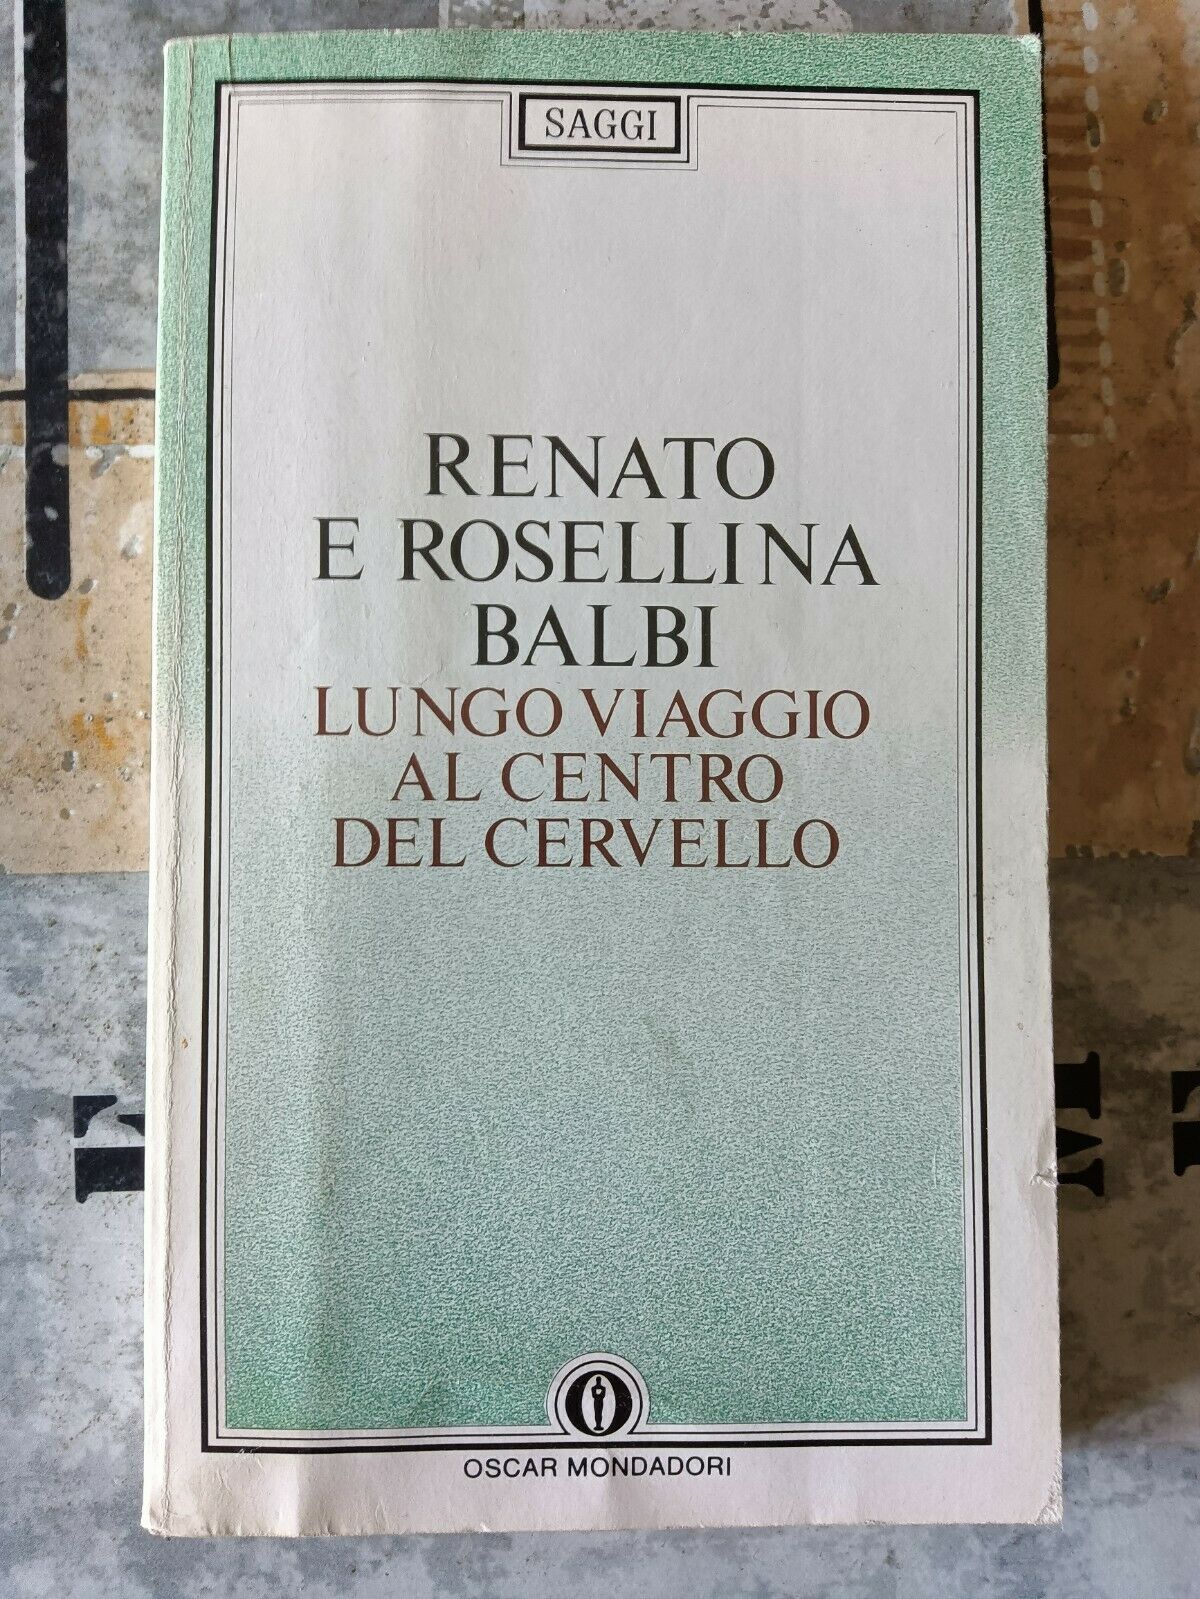 SAGGI
RENATO
E ROSELLINA
BALBI
LUNGO VIAGGIO
AL CENTRO
DEL CERVELLO
OSCAR MONDADORI